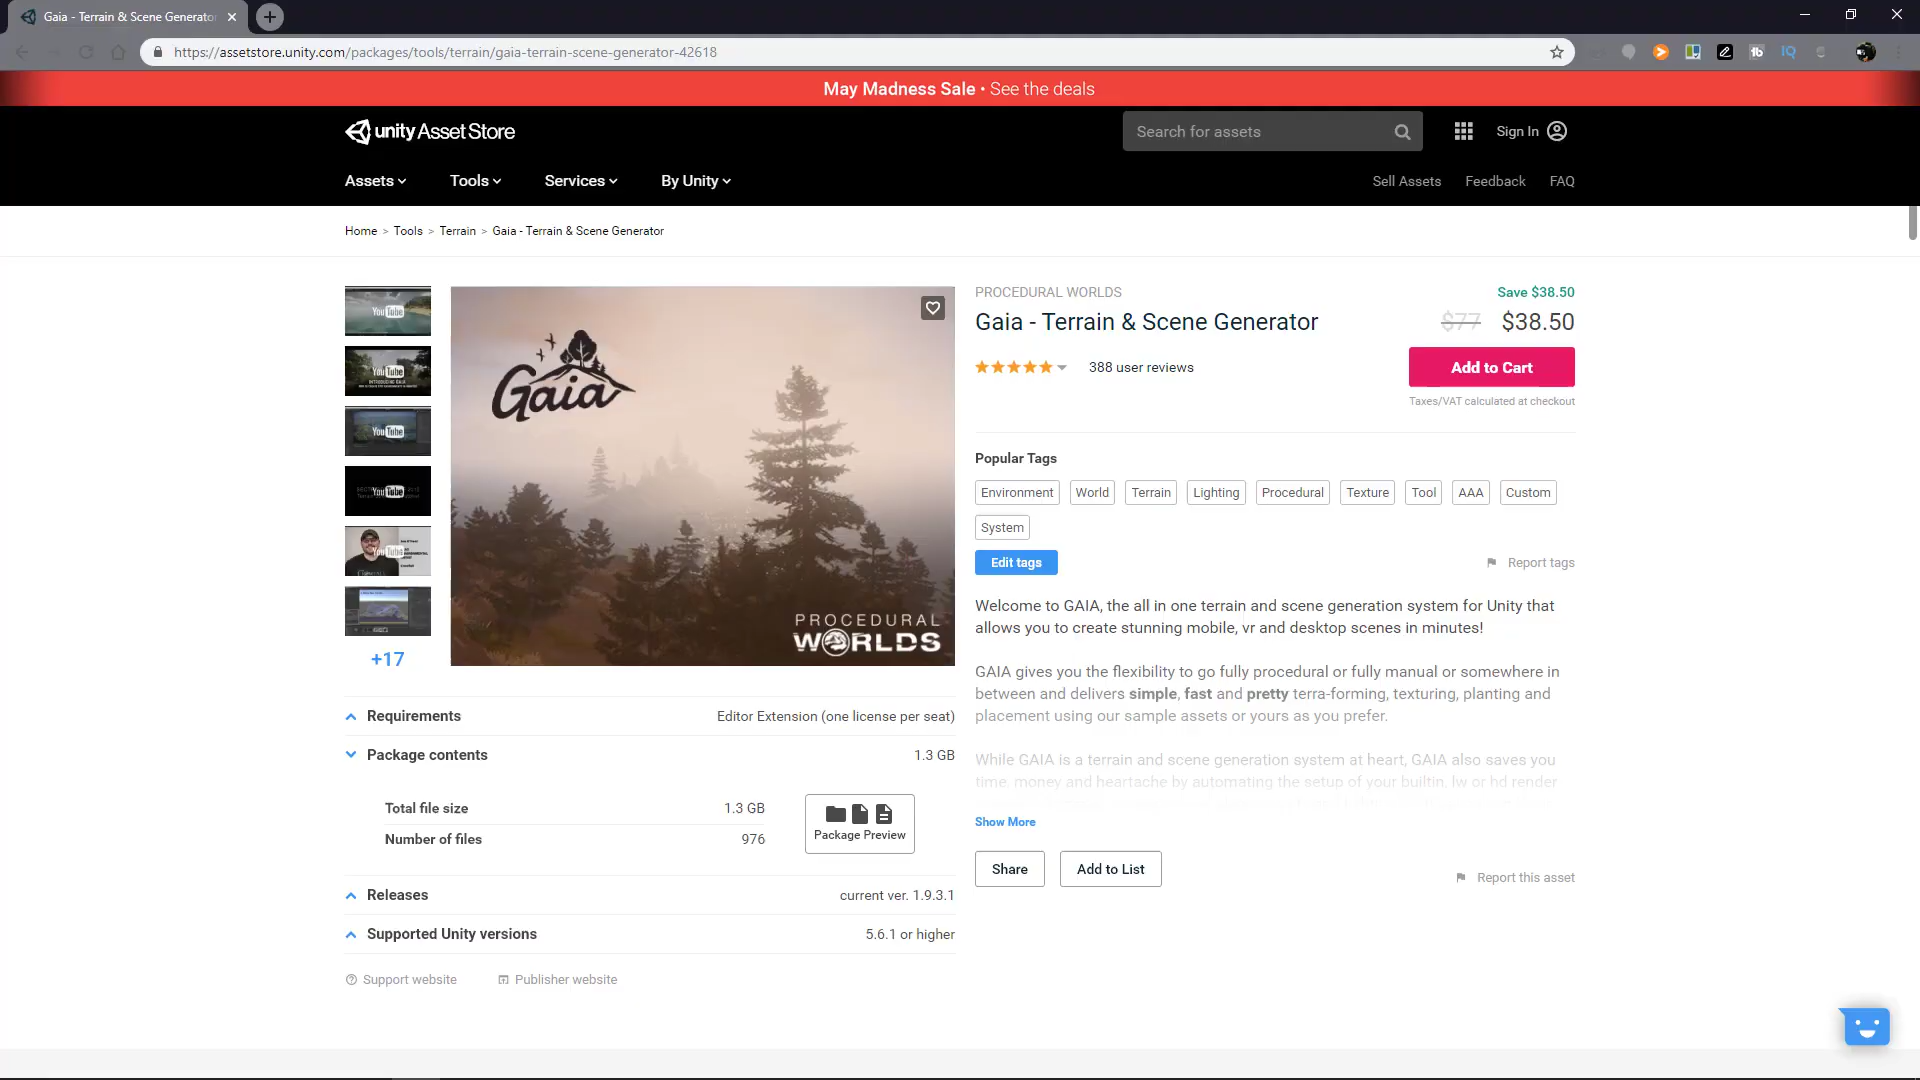 Gaia - Terrain & Scene Generato
https://assetstore.unity.com/packages/tools/terrain/gaia-terrain-scene-generator-42618
May Madness Sale • See the deals
unity Asset Store
Search for assets
Sign In
Assets
Tools
Services
By Unity
Sell Assets
Feedback
FAQ
Home > Tools > Terrain > Gaia - Terrain & Scene Generator
YouTube
YouTube
INTRODUCING GAIA
YouTube
YouTube
YouTube
+17
Gaia
PROCEDURAL
WORLDS
PROCEDURAL WORLDS
Save $38.50
Gaia - Terrain & Scene Generator
$77 $38.50
388 user reviews
Add to Cart
Taxes/VAT calculated at checkout
Popular Tags
Environment
World
Terrain
Lighting
Procedural
Texture
Tool
AAA
Custom
System
Edit tags
Report tags
Welcome to GAIA, the all in one terrain and scene generation system for Unity that
allows you to create stunning mobile, vr and desktop scenes in minutes!
GAIA gives you the flexibility to go fully procedural or fully manual or somewhere in
between and delivers simple, fast and pretty terra-forming, texturing, planting and
placement using our sample assets or yours as you prefer.
While GAIA is a terrain and scene generation system at heart, GAIA also saves you
time, money and heartache by automating the setup of your builtin, lw or hd render
Show More
Share
Add to List
Report this asset
Requirements
Editor Extension (one license per seat)
Package contents
1.3 GB
Total file size
1.3 GB
Number of files
976
Package Preview
Releases
current ver. 1.9.3.1
Supported Unity versions
5.6.1 or higher
Support website
Publisher website